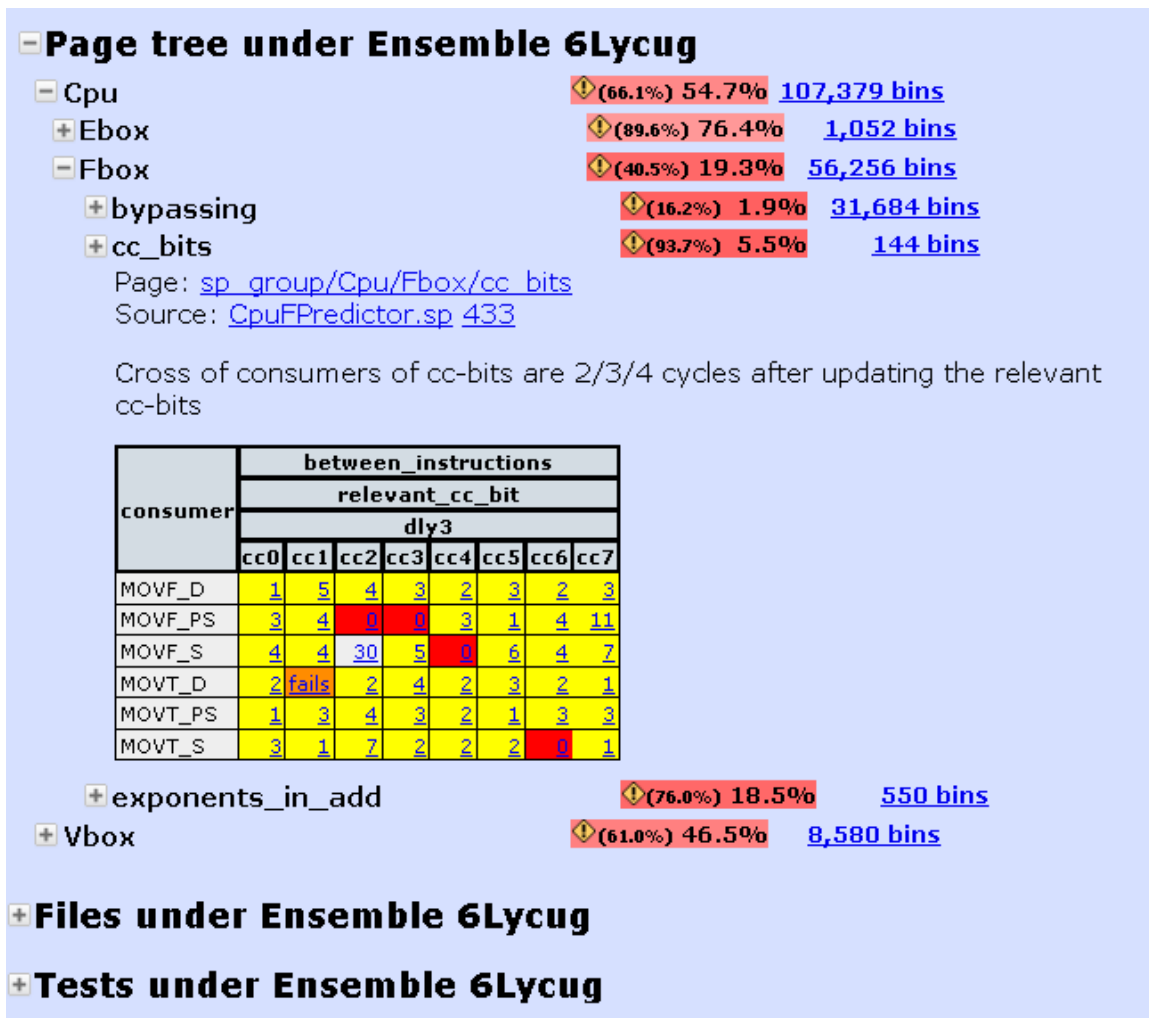 Page tree under Ensemble 6Lycug
Cpu (66.1%) 54.7% 107,379 bins
Ebox (89.6%) 76.4% 1,052 bins
Fbox (40.5%) 19.3% 56,256 bins
bypassing (16.2%) 1.9% 31,684 bins
cc_bits (93.7%) 5.5% 144 bins
Page: sp_group/Cpu/Fbox/cc_bits
Source: CpuFPredictor.sp 433
Cross of consumers of cc-bits are 2/3/4 cycles after updating the relevant
cc-bits
between_instructions
relevant_cc_bit
consumer
dly3
cc0 cc1 cc2 cc3 cc4 cc5 cc6 cc7
MOVF_D 1 5 4 3 2 3 2 3
MOVF_PS 3 4 0 0 3 1 4 11
MOVF_S 4 4 30 5 0 6 4 7
MOVT_D 2 fails 2 4 2 3 2 1
MOVT_PS 1 3 4 3 2 1 3 3
MOVT_S 3 1 7 2 2 2 0 1
exponents_in_add (76.0%) 18.5% 550 bins
Vbox (61.0%) 46.5% 8,580 bins
Files under Ensemble 6Lycug
Tests under Ensemble 6Lycug